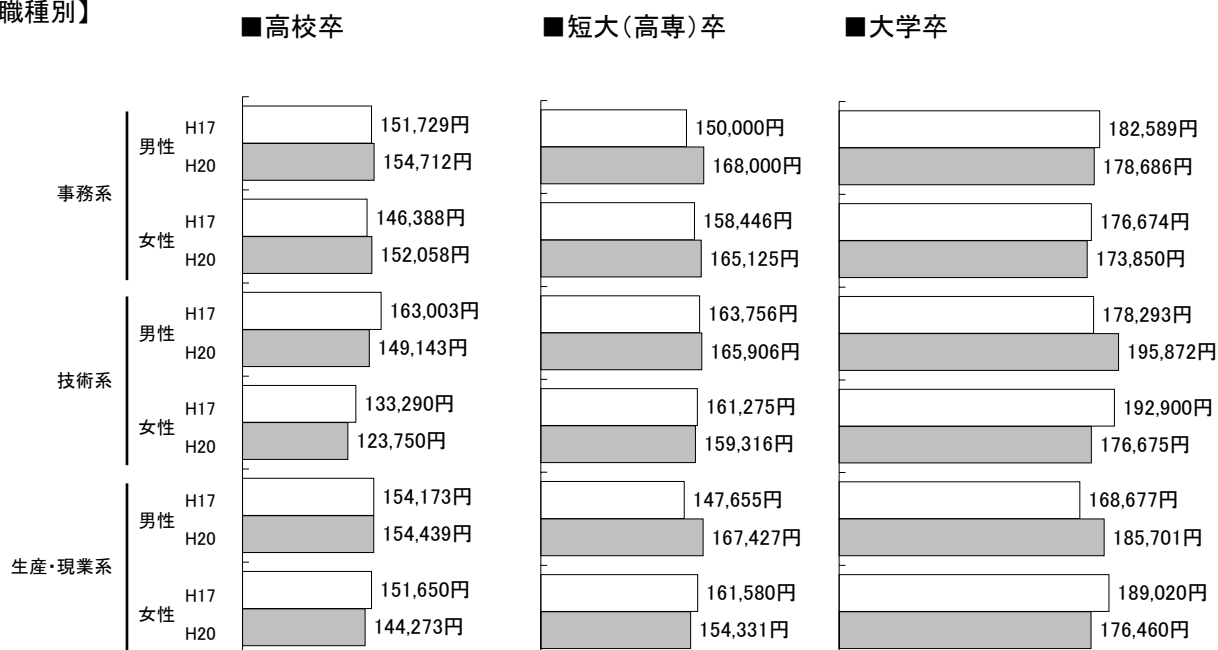 職種別】
■高校卒 ■短大(高専)卒 ■大学卒
事務系
男性 H17 151,729円 150,000円 182,589円
H20 154,712円 168,000円 178,686円
女性 H17 146,388円 158,446円 176,674円
H20 152,058円 165,125円 173,850円
技術系
男性 H17 163,003円 163,756円 178,293円
H20 149,143円 165,906円 195,872円
女性 H17 133,290円 161,275円 192,900円
H20 123,750円 159,316円 176,675円
生産・現業系
男性 H17 154,173円 147,655円 168,677円
H20 154,439円 167,427円 185,701円
女性 H17 151,650円 161,580円 189,020円
H20 144,273円 154,331円 176,460円